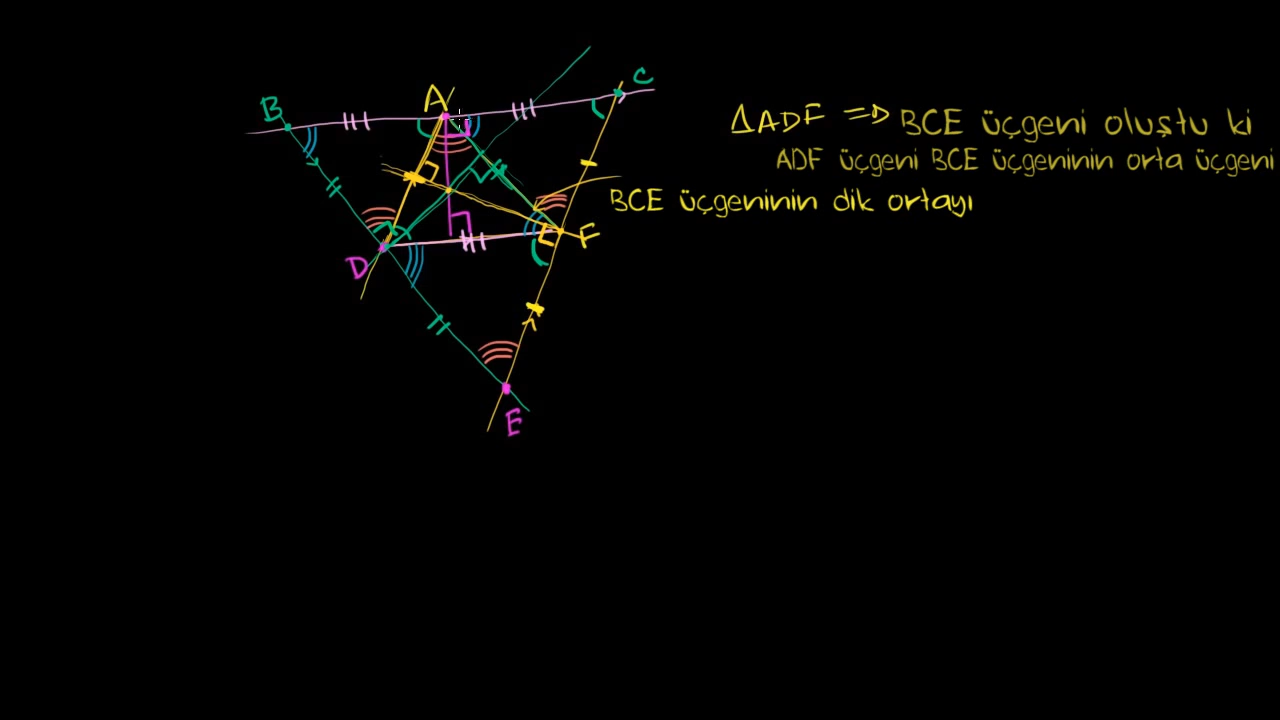 B
A
C
D
F
E
ΔADF ⇒ BCE üçgeni oluştu ki
ADF üçgeni BCE üçgeninin orta üçgeni
BCE üçgeninin dik ortayı